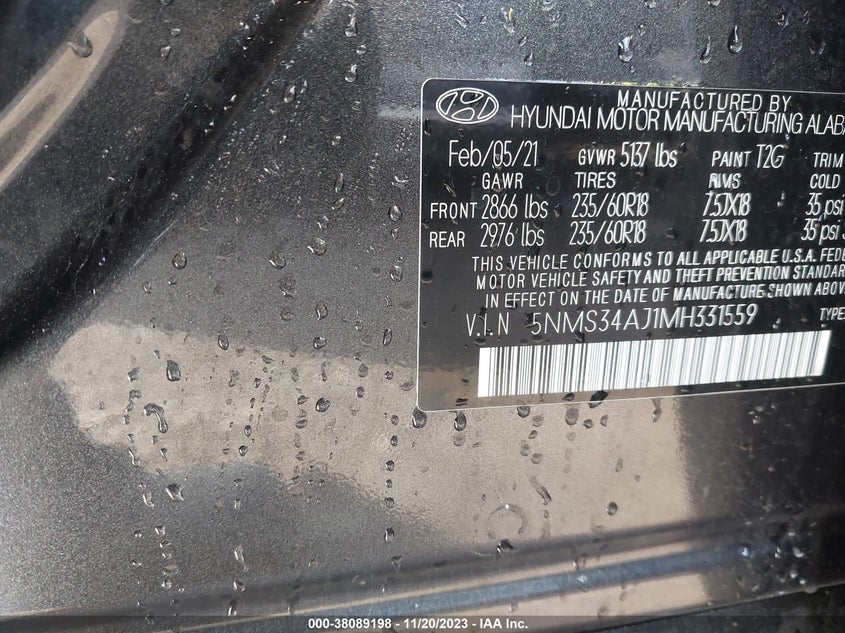 MANUFACTURED BY
HYUNDAI MOTOR MANUFACTURING ALABA
Feb/05/21 GVWR 5137 lbs PAINT T2G TRIM
GAWR TIRES RIMS COLD
FRONT 2866 lbs 235/60R18 7.5JX18 35 psi
REAR 2976 lbs 235/60R18 7.5JX18 35 psi
THIS VEHICLE CONFORMS TO ALL APPLICABLE U.S.A. FEDE
MOTOR VEHICLE SAFETY AND THEFT PREVENTION STANDAR
IN EFFECT ON THE DATE OF MANUFACTURE SHOWN ABOV
V.I.N 5NMS34AJ1MH331559 TYPE
000-38089198 - 11/20/2023 - IAA Inc.